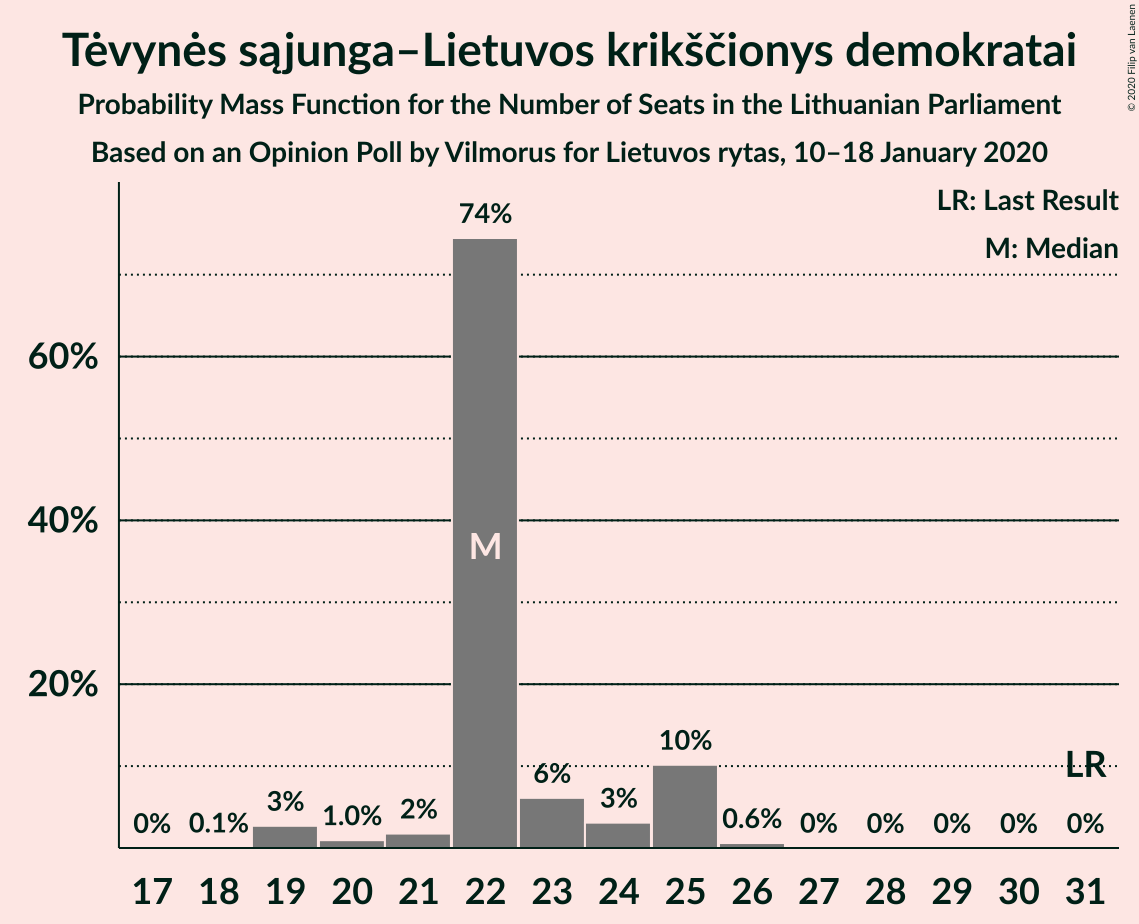 Tėvynės sąjunga–Lietuvos krikščionys demokratai
Probability Mass Function for the Number of Seats in the Lithuanian Parliament
Based on an Opinion Poll by Vilmorus for Lietuvos rytas, 10–18 January 2020
© 2020 Filip van Laenen
LR: Last Result
M: Median
74%
60%
40%
M
20%
10%
LR
6%
3%
3%
2%
1.0%
0.6%
0% 0.1% 0% 0% 0% 0% 0%
17 18 19 20 21 22 23 24 25 26 27 28 29 30 31